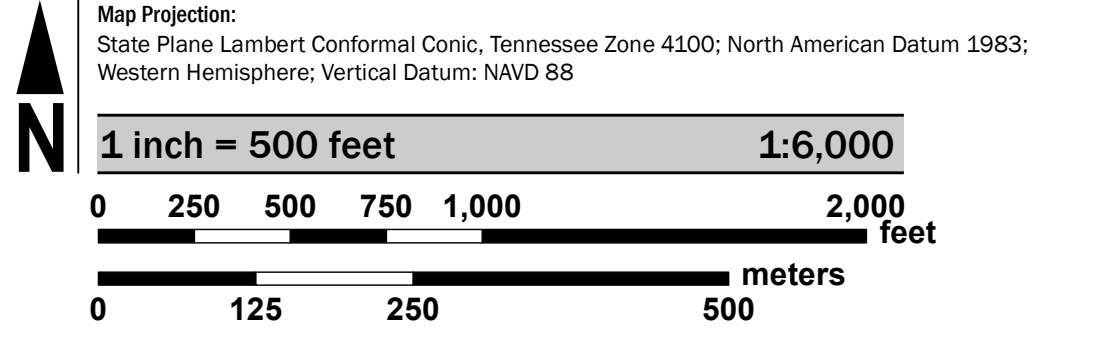 N
Map Projection:
State Plane Lambert Conformal Conic, Tennessee Zone 4100; North American Datum 1983;
Western Hemisphere; Vertical Datum: NAVD 88
1 inch = 500 feet 1:6,000
0 250 500 750 1,000 2,000
feet
meters
0 125 250 500